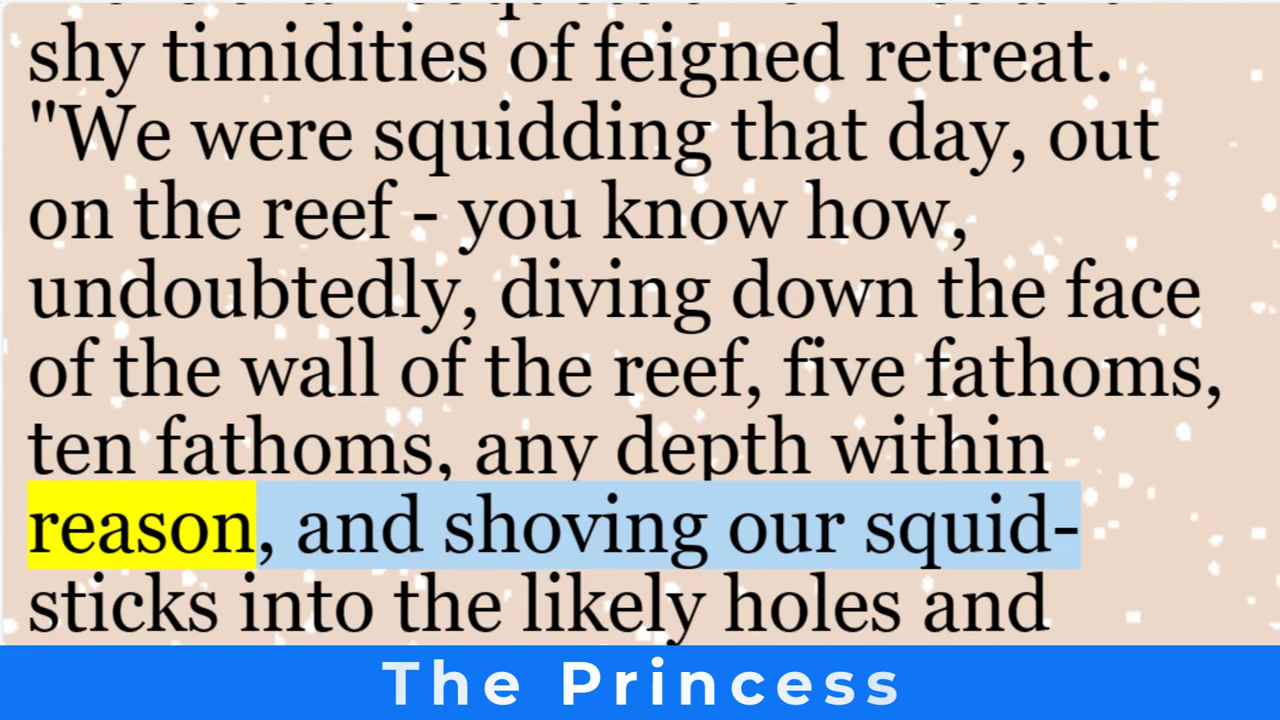 shy timidities of feigned retreat.
"We were squidding that day, out
on the reef - you know how,
undoubtedly, diving down the face
of the wall of the reef, five fathoms,
ten fathoms, any depth within
reason, and shoving our squid-
sticks into the likely holes and
The Princess